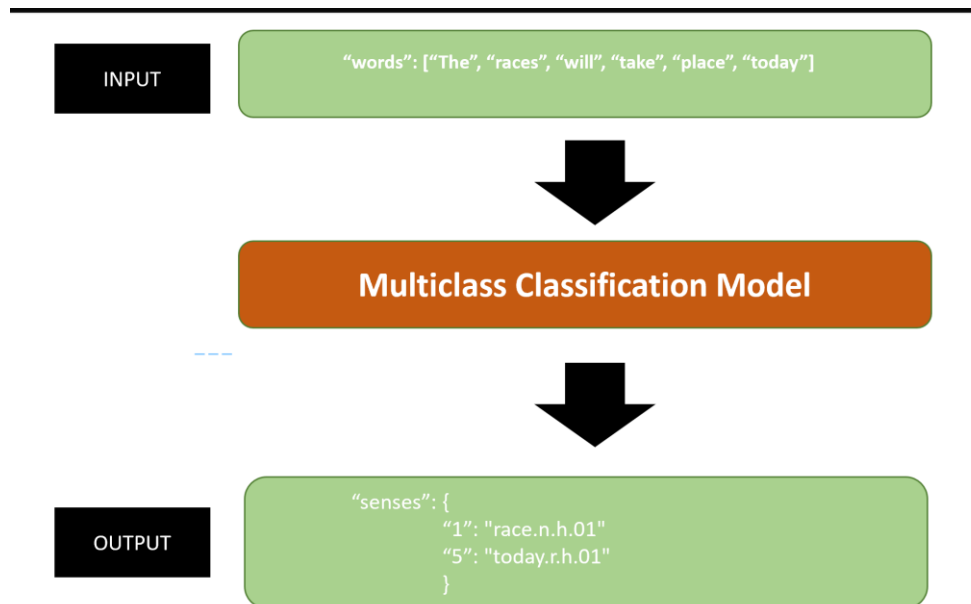 INPUT
“words”: [“The”, “races”, “will”, “take”, “place”, “today”]
Multiclass Classification Model
OUTPUT
“senses”: {
“1”: "race.n.h.01"
“5”: "today.r.h.01"
}